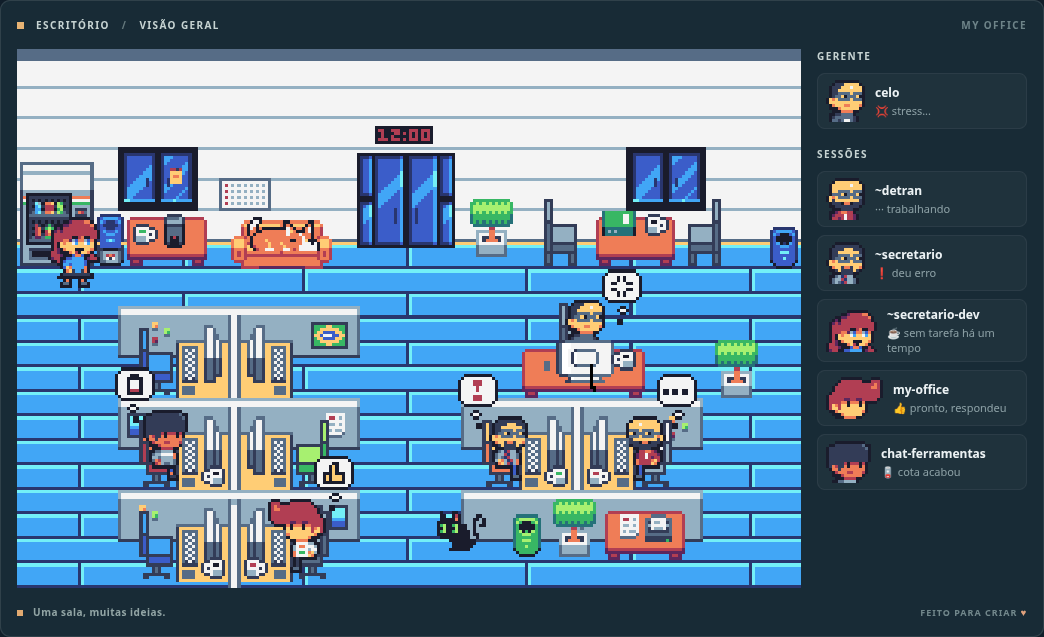 ESCRITÓRIO / VISÃO GERAL
MY OFFICE
12:00
GERENTE
celo
💢 stress...
SESSÕES
~detran
··· trabalhando
~secretario
❗ deu erro
~secretario-dev
☕ sem tarefa há um
tempo
my-office
👍 pronto, respondeu
chat-ferramentas
🪫 cota acabou
Uma sala, muitas ideias.
FEITO PARA CRIAR ♥